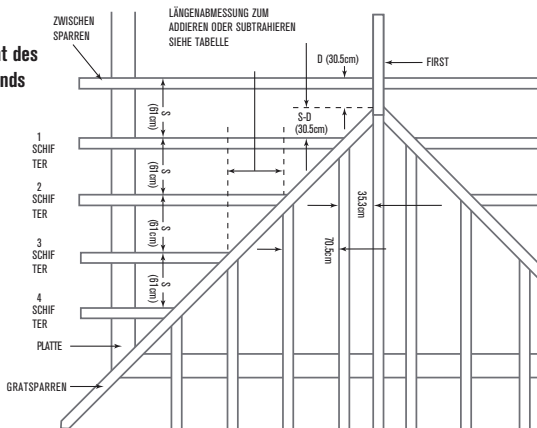 ZWISCHEN
SPARREN
LÄNGENABMESSUNG ZUM
ADDIEREN ODER SUBTRAHIEREN
SIEHE TABELLE
t des
nds
D (30.5cm)
FIRST
S
(61cm)
S-D
(30.5cm)
1
SCHIF
TER
S
(61cm)
2
SCHIF
TER
35.3cm
S
(61cm)
70.5cm
3
SCHIF
TER
S
(61cm)
4
SCHIF
TER
PLATTE
GRATSPARREN